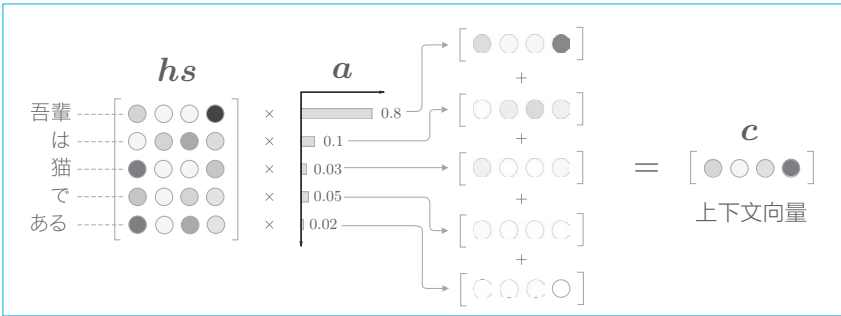 hs a
吾輩 × 0.8
は × 0.1
猫 × 0.03
で × 0.05
ある × 0.02
+
+
+
+
=
c
上下文向量